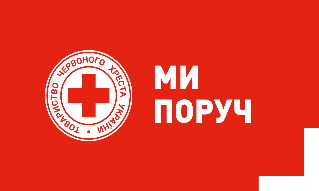 ТОВАРИСТВО ЧЕРВОНОГО ХРЕСТА УКРАЇНИ
МИ
ПОРУЧ